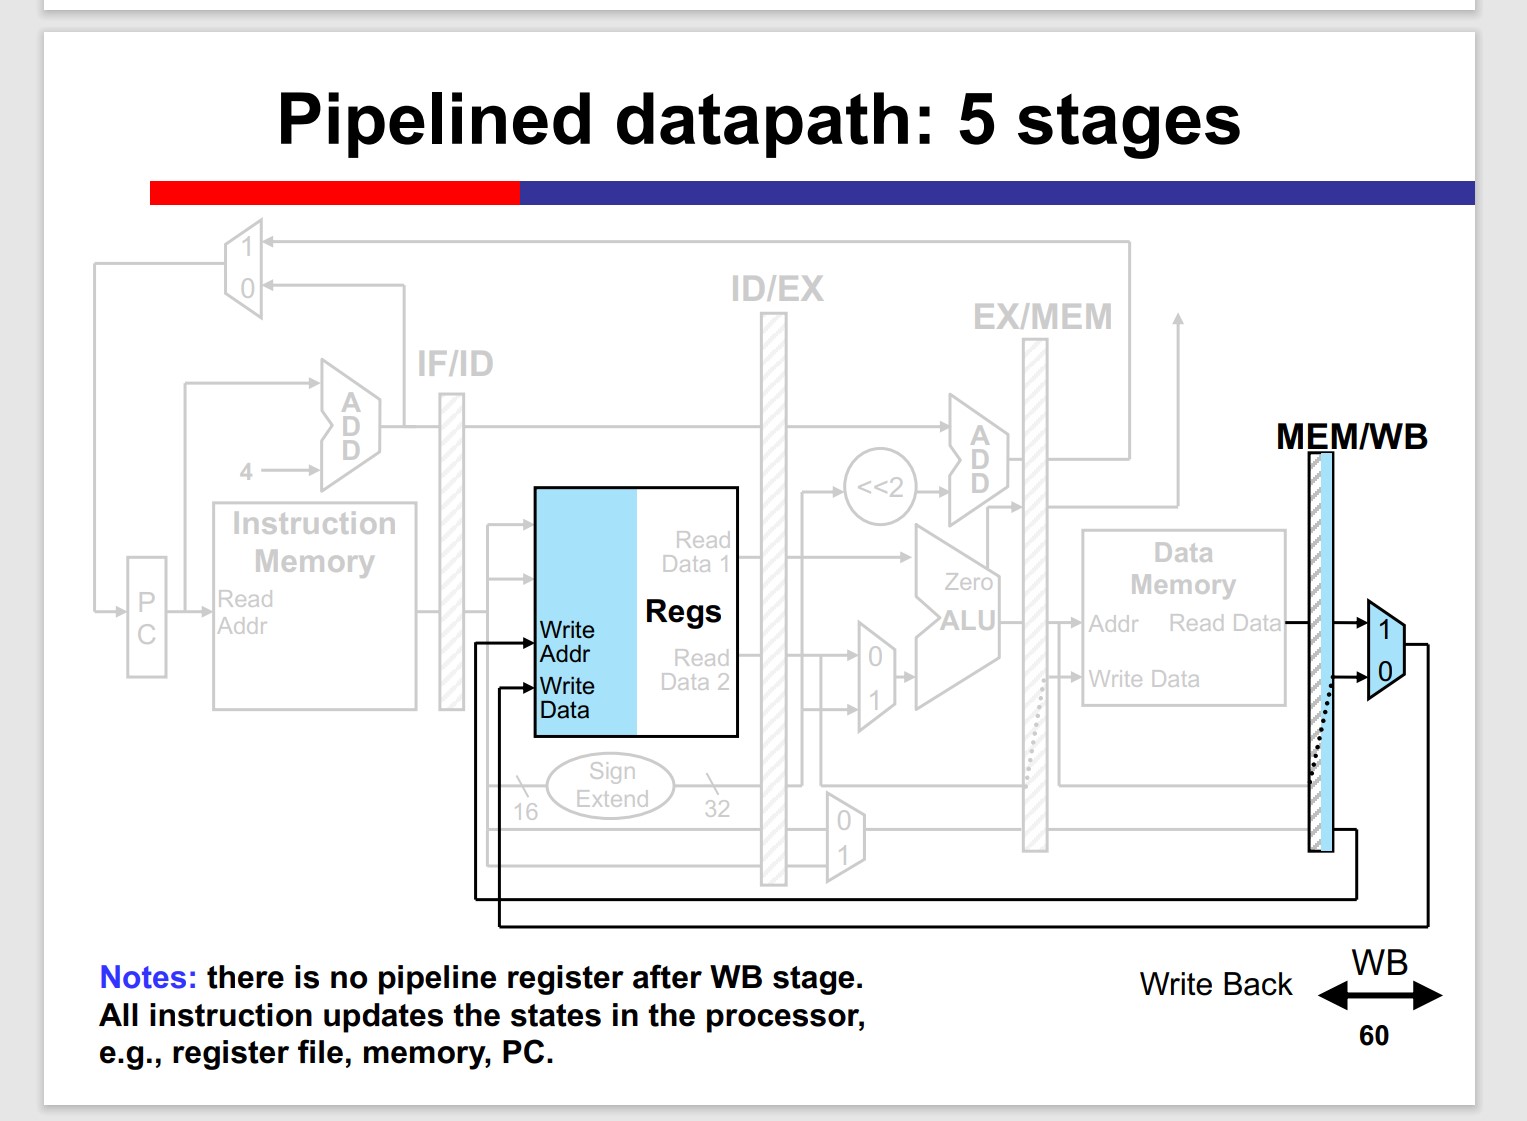 Pipelined datapath: 5 stages
1
0
ID/EX
EX/MEM
IF/ID
A
D
D
4
A
D
D
<<2
MEM/WB
Instruction
Memory
Read
Addr
P
C
Read
Data 1
Regs
Write
Addr
Read
Data 2
Write
Data
Zero
ALU
0
1
Data
Memory
Addr
Read Data
Write Data
1
0
Sign
Extend
16
32
0
1
Notes: there is no pipeline register after WB stage.
All instruction updates the states in the processor,
e.g., register file, memory, PC.
Write Back
WB
60